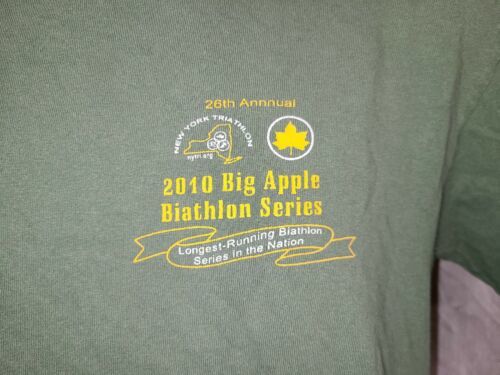 26th Annnual
NEW YORK TRIATHLON
nytri.org
2010 Big Apple
Biathlon Series
Longest-Running Biathlon
Series in the Nation